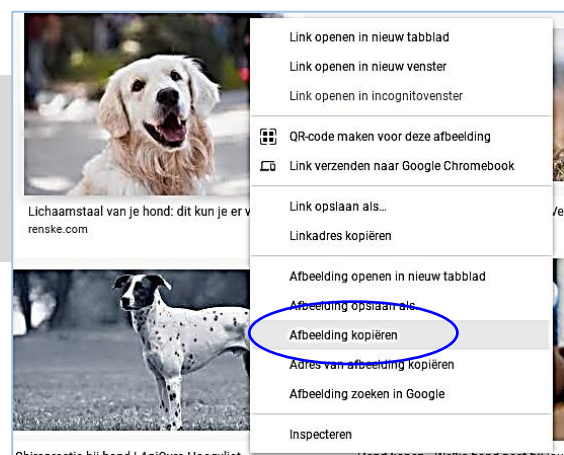 Link openen in nieuw tabblad
Link openen in nieuw venster
Link openen in incognitovenster
QR-code maken voor deze afbeelding
Link verzenden naar Google Chromebook
Lichaamstaal van je hond: dit kun je er v
renske.com
Link opslaan als...
Linkadres kopiëren
Afbeelding openen in nieuw tabblad
Afbeelding opslaan als...
Afbeelding kopiëren
Adres van afbeelding kopiëren
Afbeelding zoeken in Google
Inspecteren